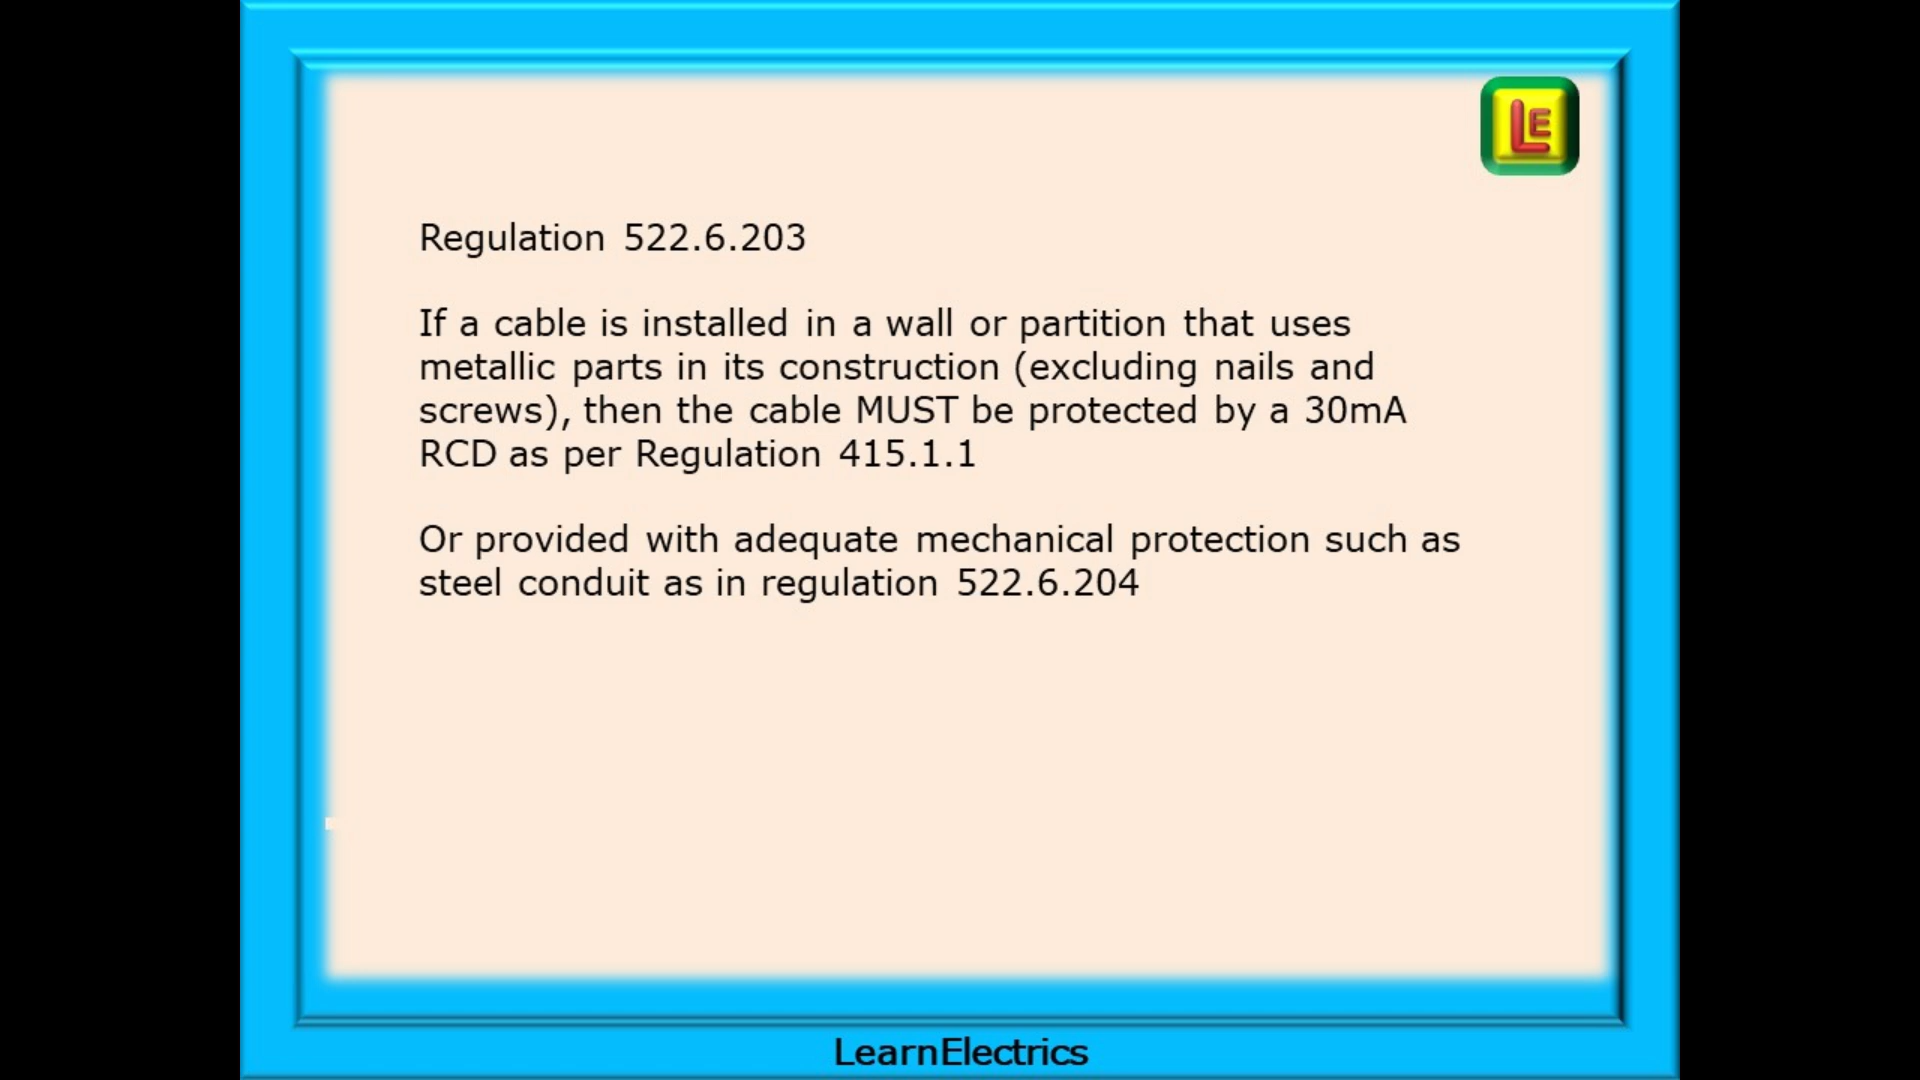 LE
Regulation 522.6.203
If a cable is installed in a wall or partition that uses
metallic parts in its construction (excluding nails and
screws), then the cable MUST be protected by a 30mA
RCD as per Regulation 415.1.1
Or provided with adequate mechanical protection such as
steel conduit as in regulation 522.6.204
LearnElectrics